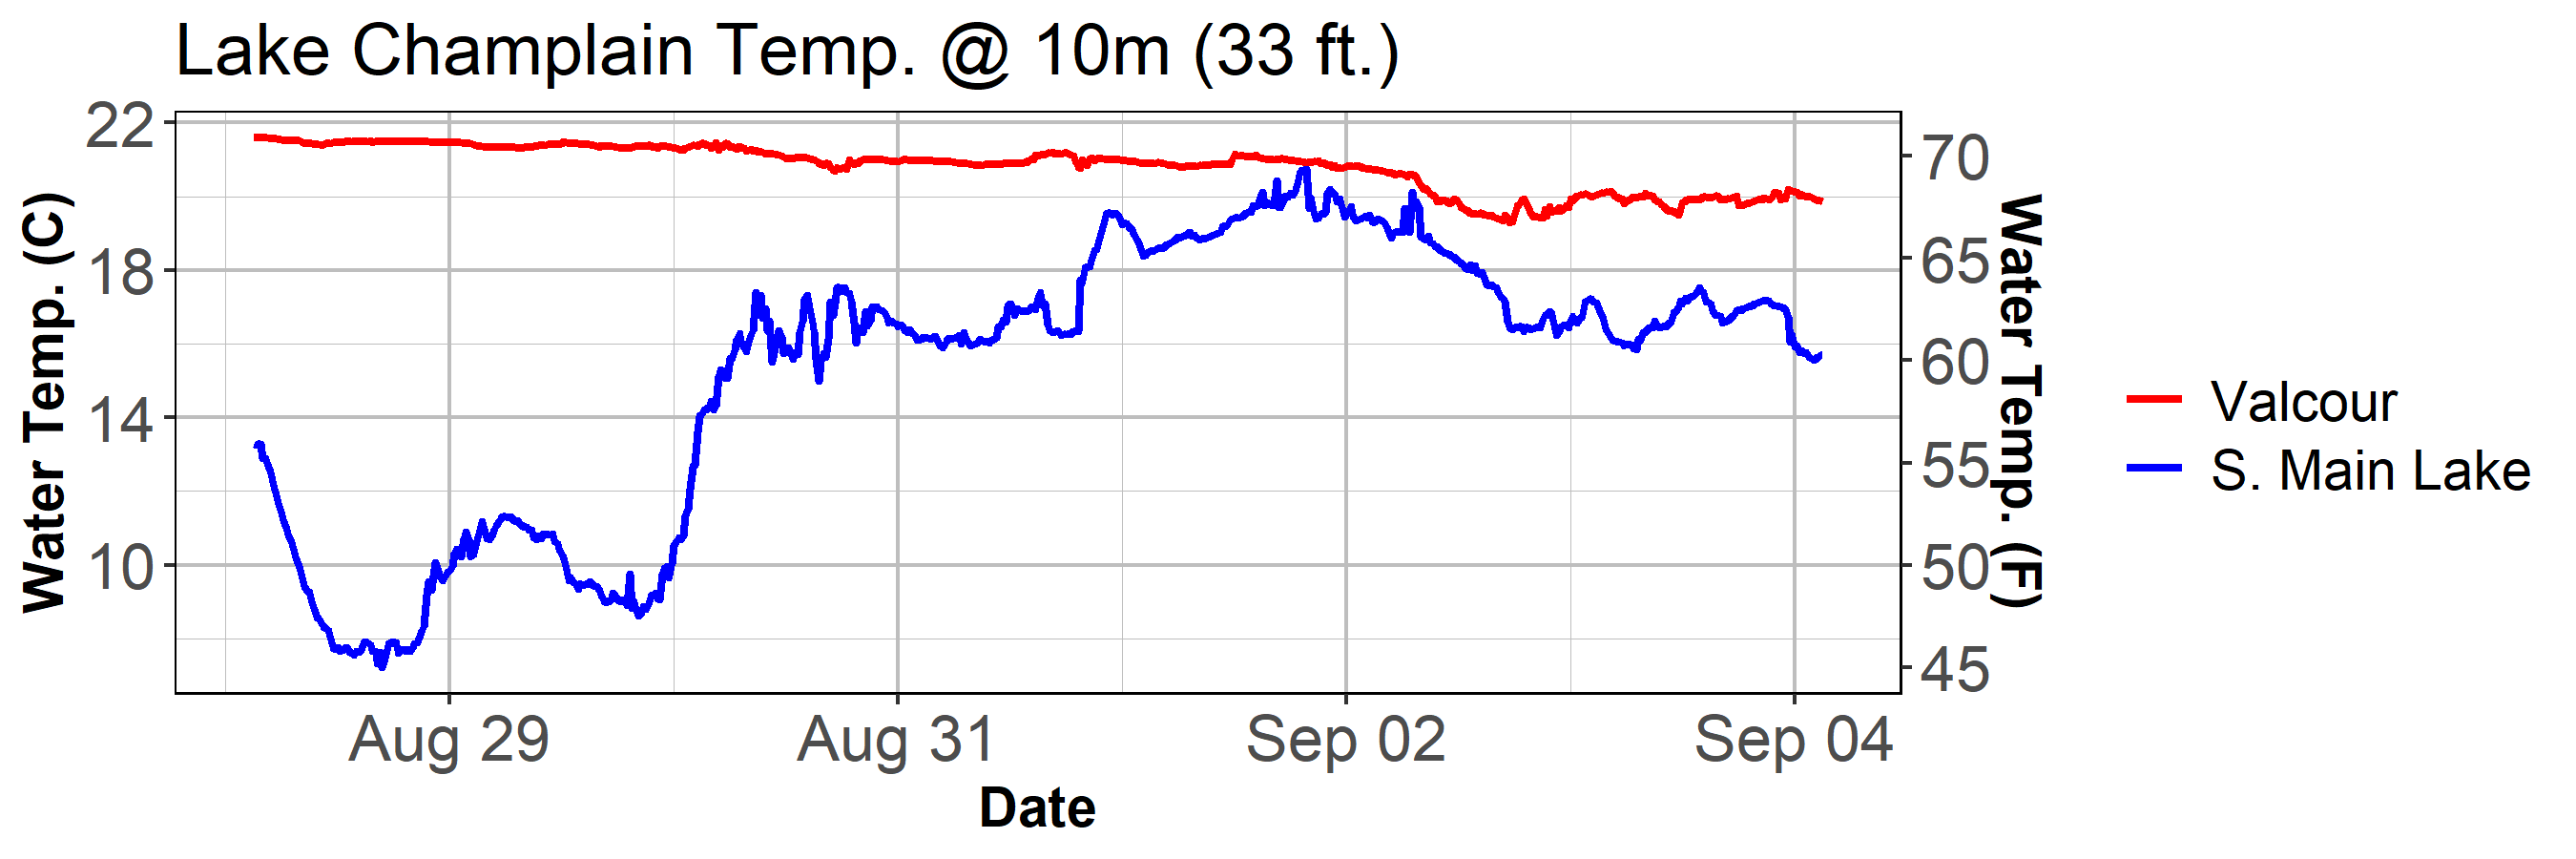 Lake Champlain Temp. @ 10m (33 ft.)
Water Temp. (C)
22
18
14
10
70
65
60
55
50
45
Water Temp. (F)
Aug 29
Aug 31
Sep 02
Sep 04
Date
Valcour
S. Main Lake